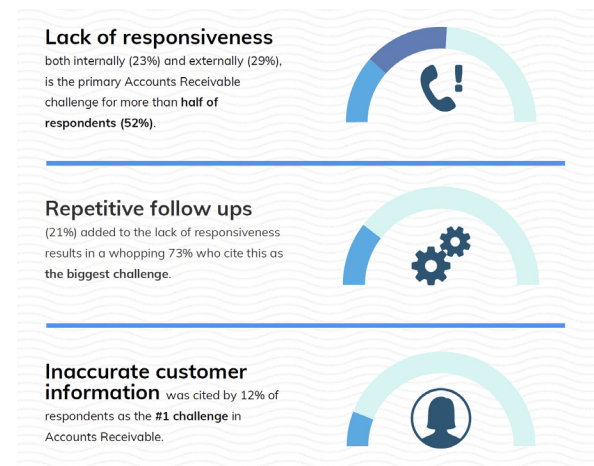 Lack of responsiveness
both internally (23%) and externally (29%),
is the primary Accounts Receivable
challenge for more than half of
respondents (52%).
Repetitive follow ups
(21%) added to the lack of responsiveness
results in a whopping 73% who cite this as
the biggest challenge.
Inaccurate customer
information was cited by 12% of
respondents as the #1 challenge in
Accounts Receivable.